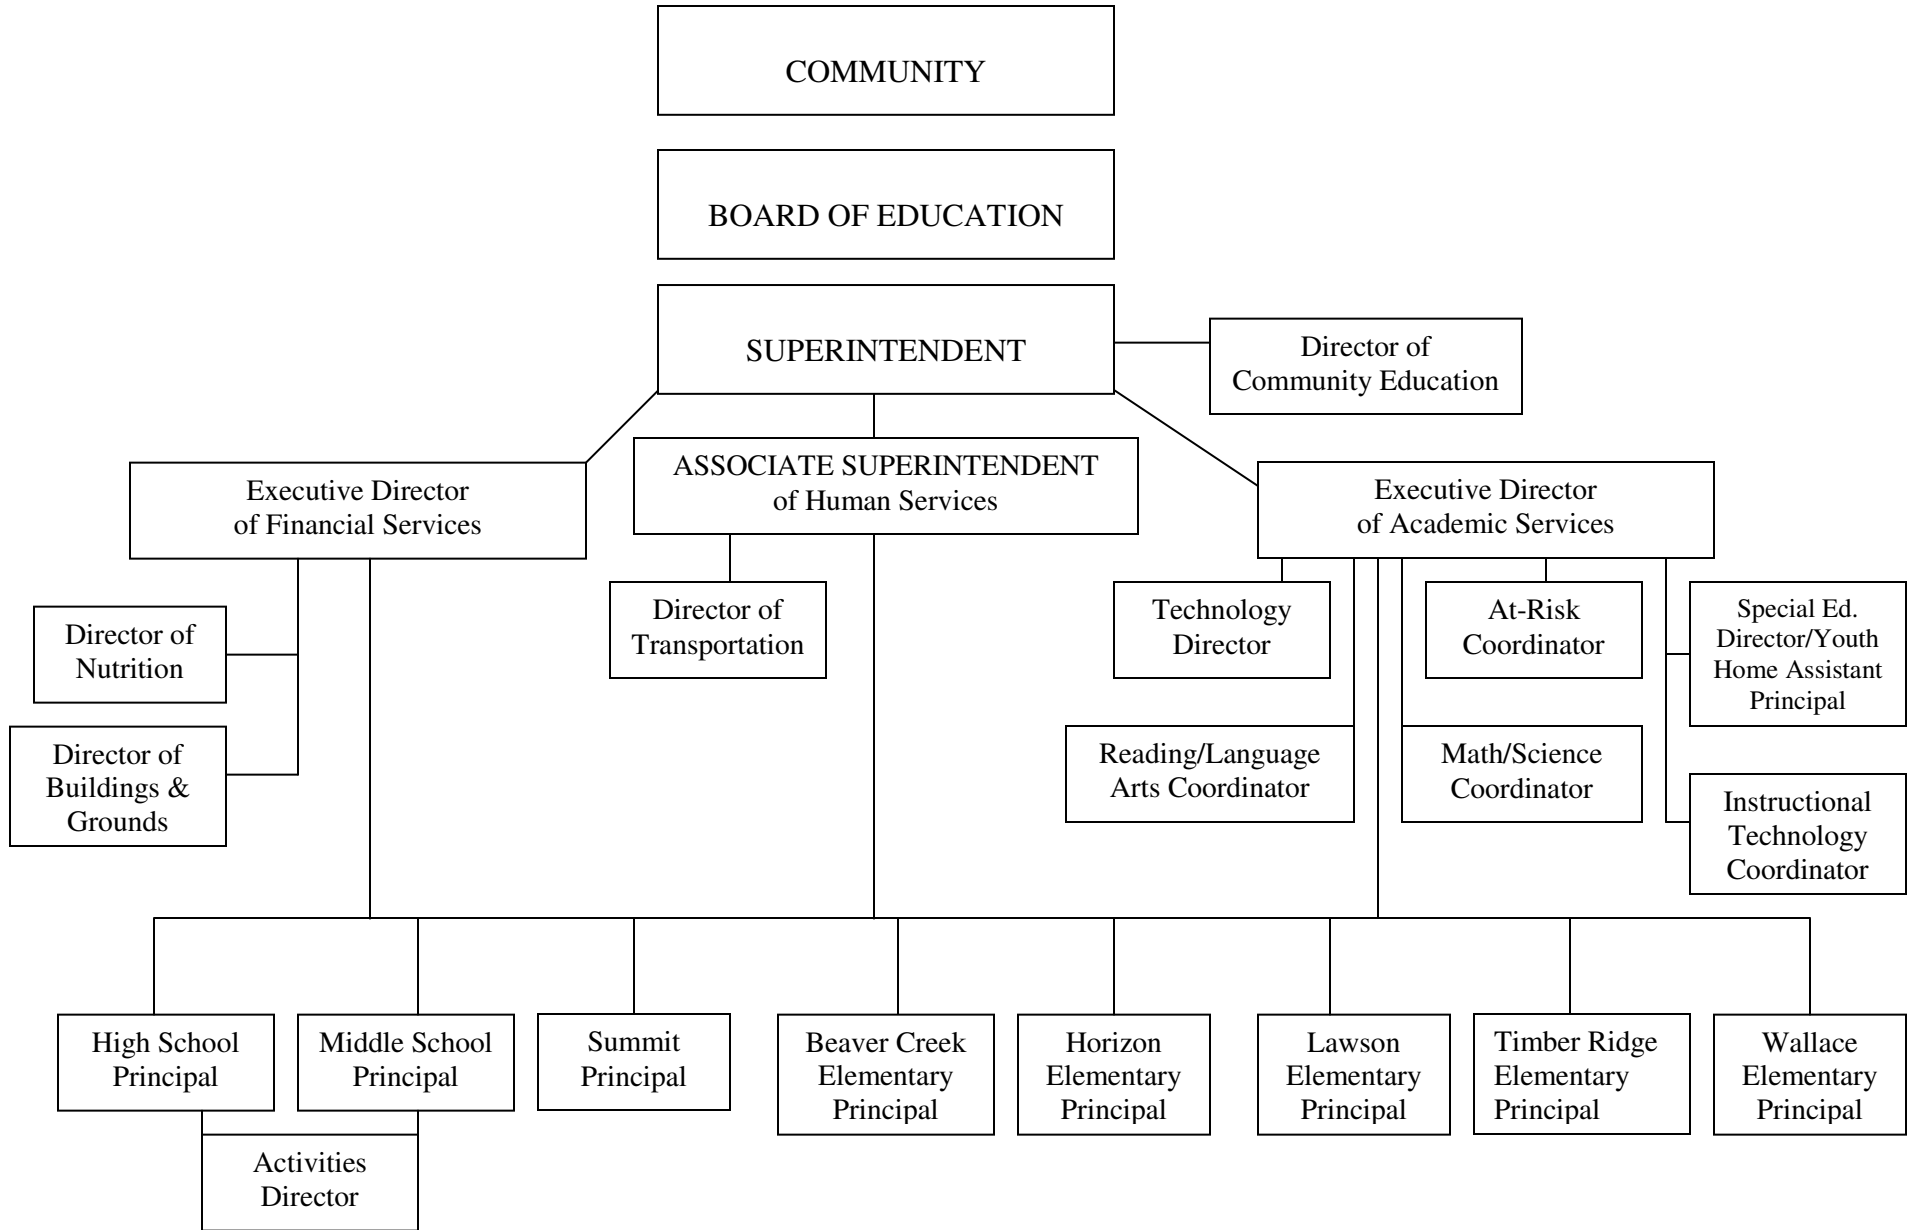 COMMUNITY
BOARD OF EDUCATION
SUPERINTENDENT
Director of
Community Education
Executive Director
of Financial Services
ASSOCIATE SUPERINTENDENT
of Human Services
Executive Director
of Academic Services
Director of
Nutrition
Director of
Buildings &
Grounds
Director of
Transportation
Technology
Director
At-Risk
Coordinator
Special Ed.
Director/Youth
Home Assistant
Principal
Reading/Language
Arts Coordinator
Math/Science
Coordinator
Instructional
Technology
Coordinator
High School
Principal
Middle School
Principal
Summit
Principal
Beaver Creek
Elementary
Principal
Horizon
Elementary
Principal
Lawson
Elementary
Principal
Timber Ridge
Elementary
Principal
Wallace
Elementary
Principal
Activities
Director